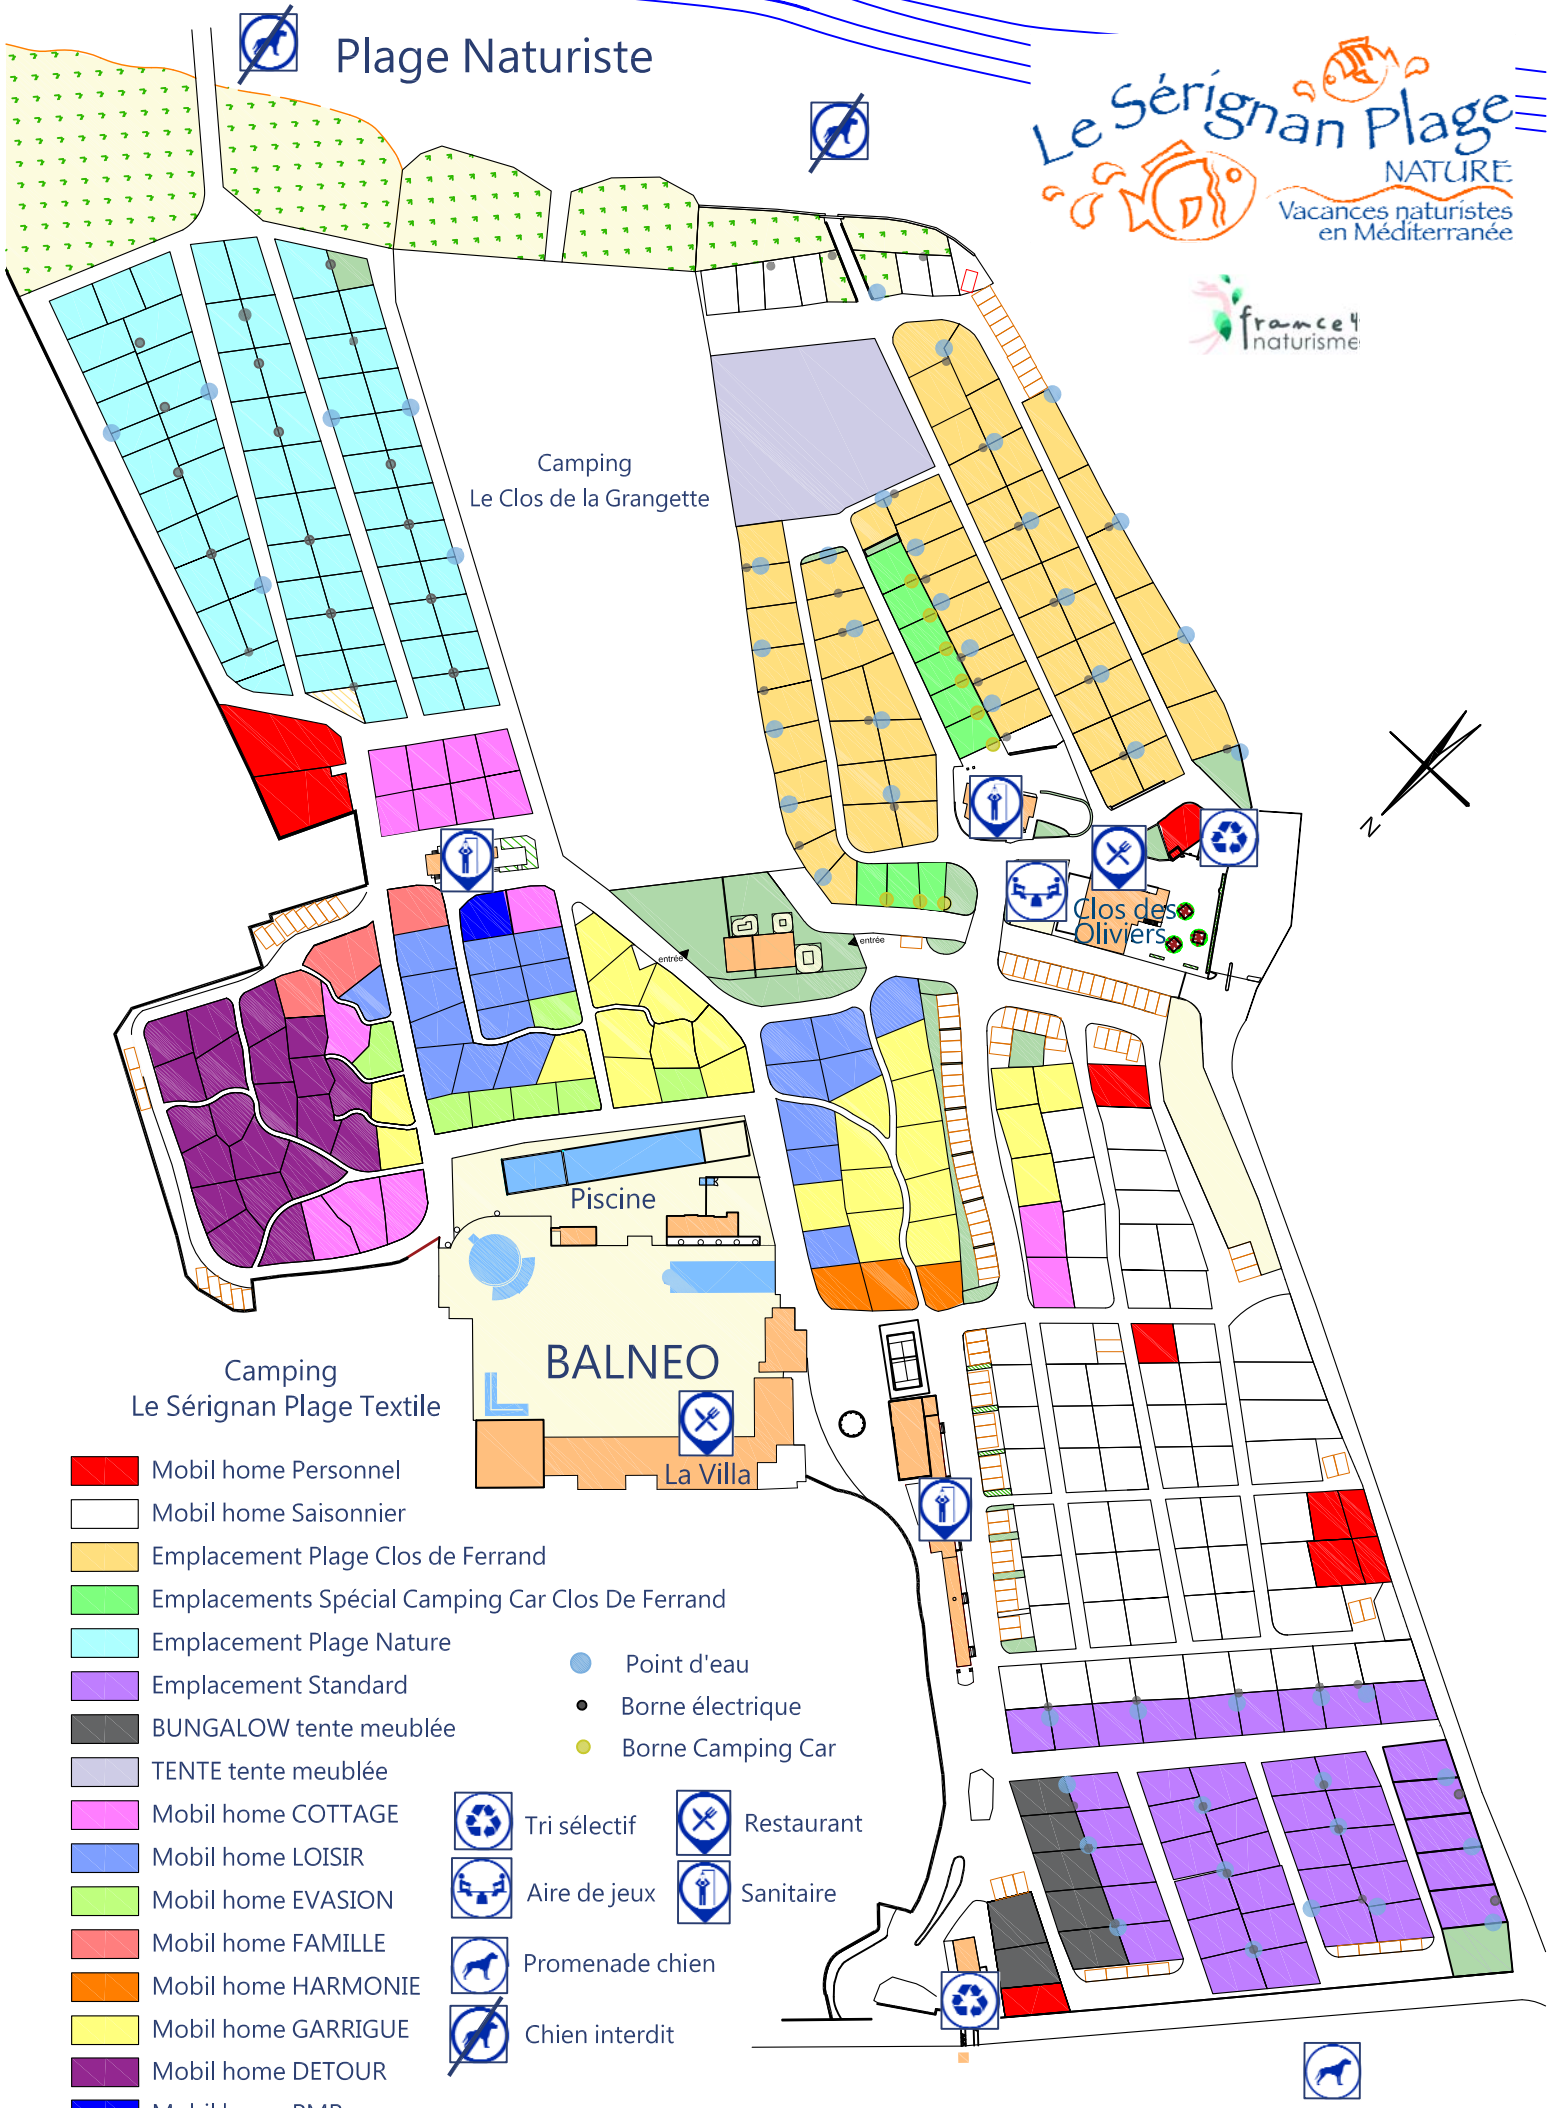 Plage Naturiste
Le Sérignan Plage
NATURE
Vacances naturistes
en Méditerranée
france 4
naturisme
Camping
Le Clos de la Grangette
N
Clos des
Oliviers
entrée
entrée
Piscine
BALNEO
La Villa
Camping
Le Sérignan Plage Textile
Mobil home Personnel
Mobil home Saisonnier
Emplacement Plage Clos de Ferrand
Emplacements Spécial Camping Car Clos De Ferrand
Emplacement Plage Nature
Emplacement Standard
BUNGALOW tente meublée
TENTE tente meublée
Mobil home COTTAGE
Mobil home LOISIR
Mobil home EVASION
Mobil home FAMILLE
Mobil home HARMONIE
Mobil home GARRIGUE
Mobil home DETOUR
Mobil home PMR
Point d'eau
Borne électrique
Borne Camping Car
Tri sélectif
Restaurant
Aire de jeux
Sanitaire
Promenade chien
Chien interdit